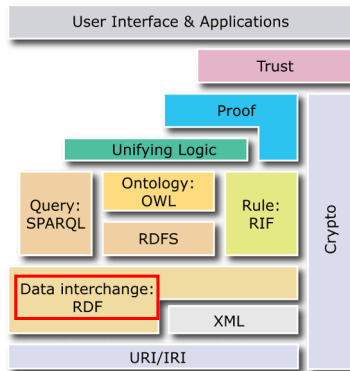 User Interface & Applications
Trust
Proof
Unifying Logic
Query:
SPARQL
Ontology:
OWL
RDFS
Rule:
RIF
Crypto
Data interchange:
RDF
XML
URI/IRI